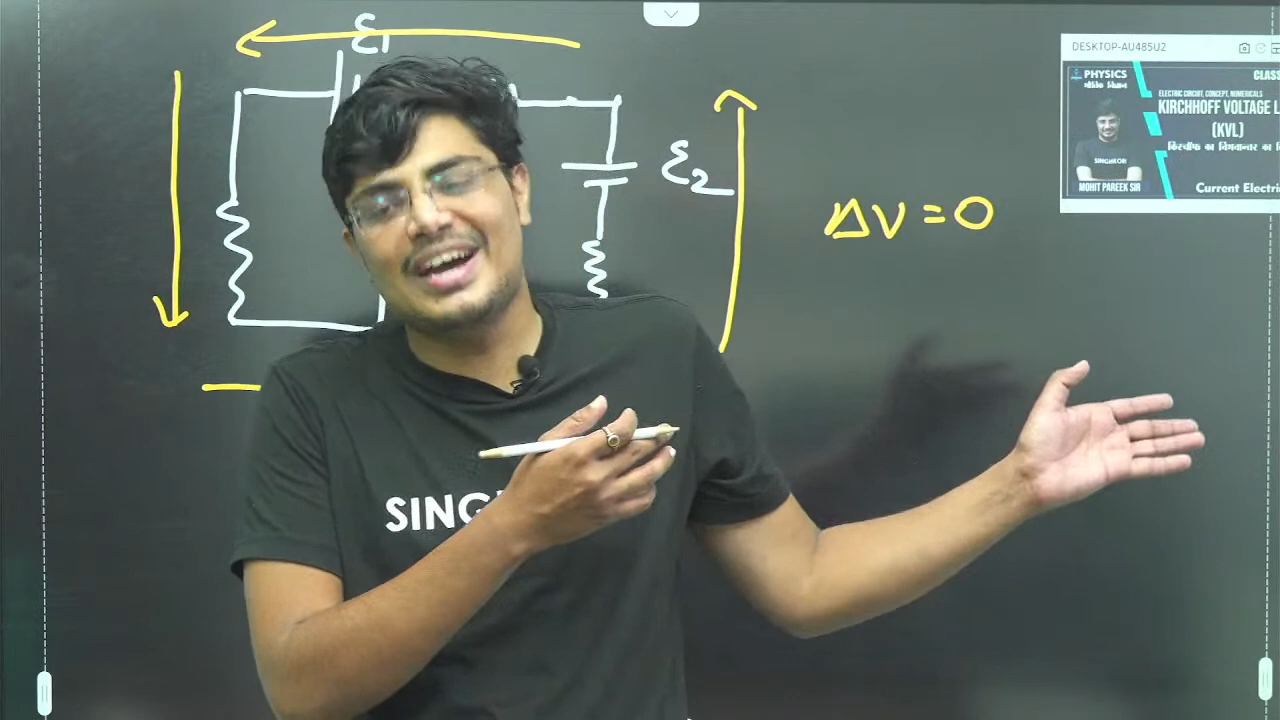 ε1
ε2
ΔV = 0
DESKTOP-AU485U2
PHYSICS
भौतिक विज्ञान
CLASS
ELECTRIC CIRCUIT, CONCEPT, NUMERICALS
KIRCHHOFF VOLTAGE L
(KVL)
SINGHKORI
MOHIT PAREEK SIR
Current Electri
SING